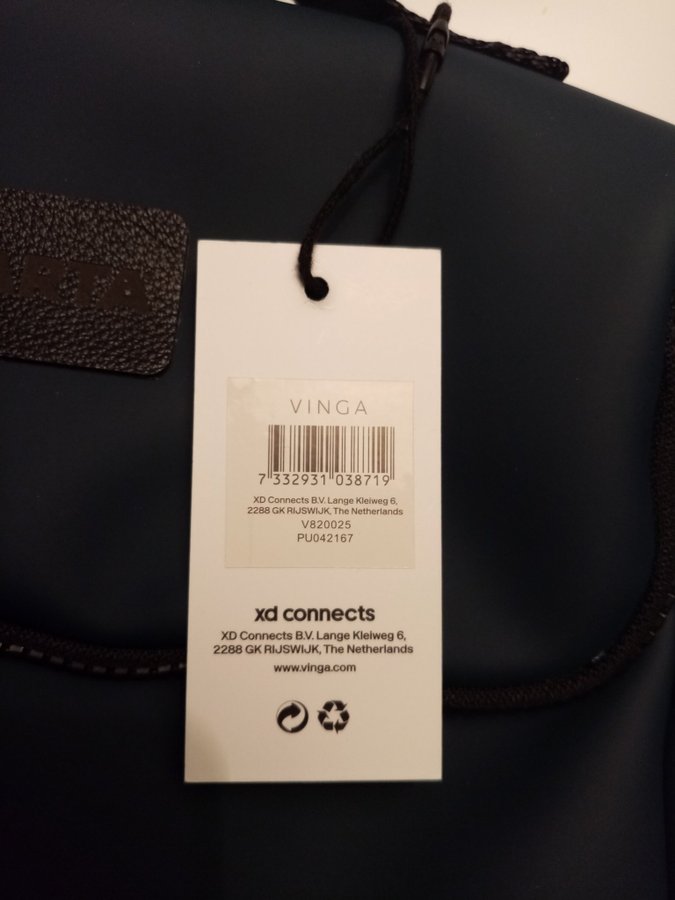 ARTA
VINGA
7 332931 038719
XD Connects B.V. Lange Kleiweg 6,
2288 GK RIJSWIJK, The Netherlands
V820025
PU042167
xd connects
XD Connects B.V. Lange Kleiweg 6,
2288 GK RIJSWIJK, The Netherlands
www.vinga.com